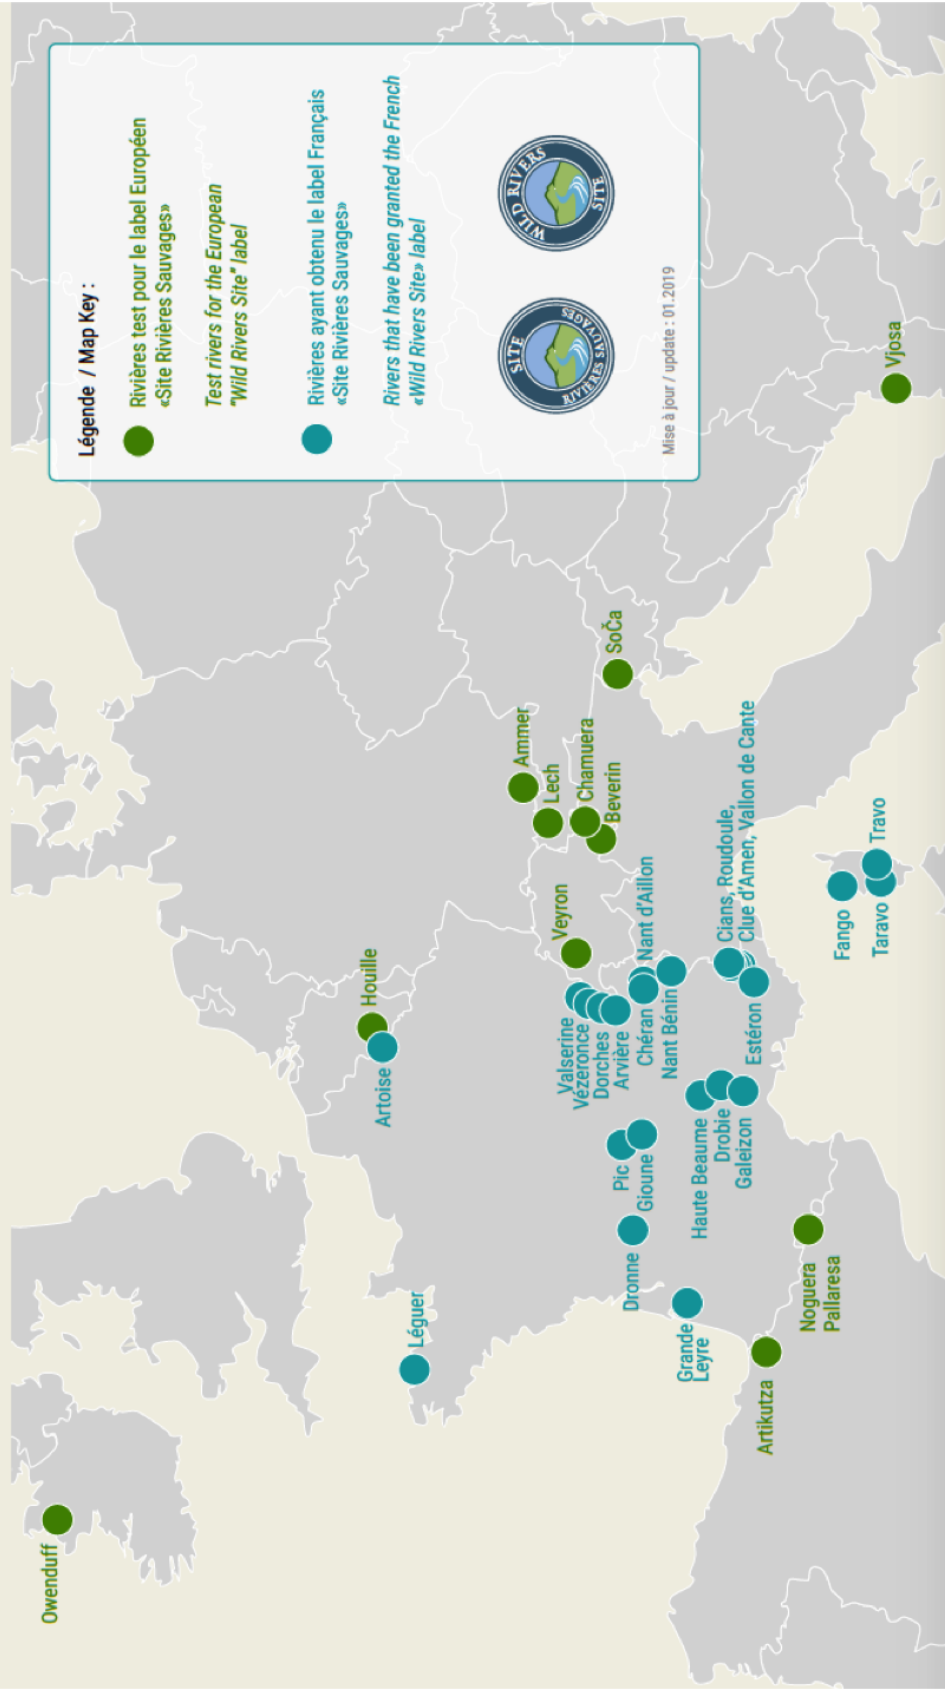 Légende / Map Key :
Rivières test pour le label Européen
«Site Rivières Sauvages»
Test rivers for the European
"Wild Rivers Site" label
Rivières ayant obtenu le label Français
«Site Rivières Sauvages»
Rivers that have been granted the French
«Wild Rivers Site» label
SITE
RIVIÈRES SAUVAGES
WILD RIVERS
SITE
Mise à jour / update : 01.2019
Owenduff
Houille
Artoise
Léguer
Ammer
Lech
Chamuera
Beverin
SoČa
Veyron
Valserine
Vézeronce
Dorches
Arvière
Nant d'Aillon
Chéran
Nant Bénin
Pic
Gioune
Dronne
Grande
Leyre
Haute Beaume
Drobie
Galeizon
Cians, Roudoule,
Clue d'Amen, Vallon de Cante
Estéron
Artikutza
Noguera
Pallaresa
Fango
Taravo
Travo
Vjosa